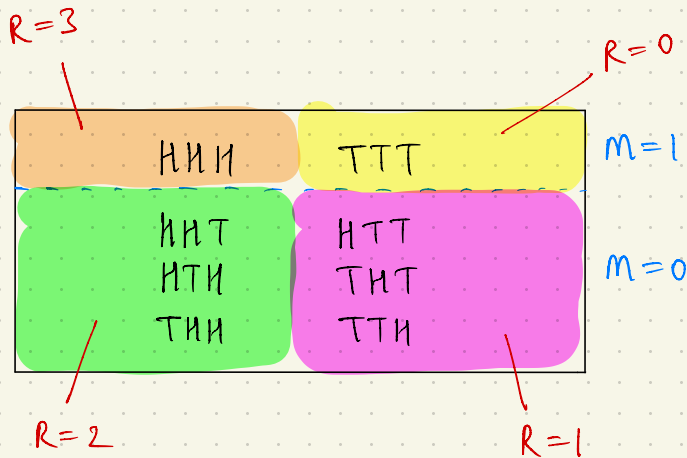 R=3
R=0
HHH TTT m=1
HHT HTT
HTH THT m=0
THH TTH
R=2
R=1